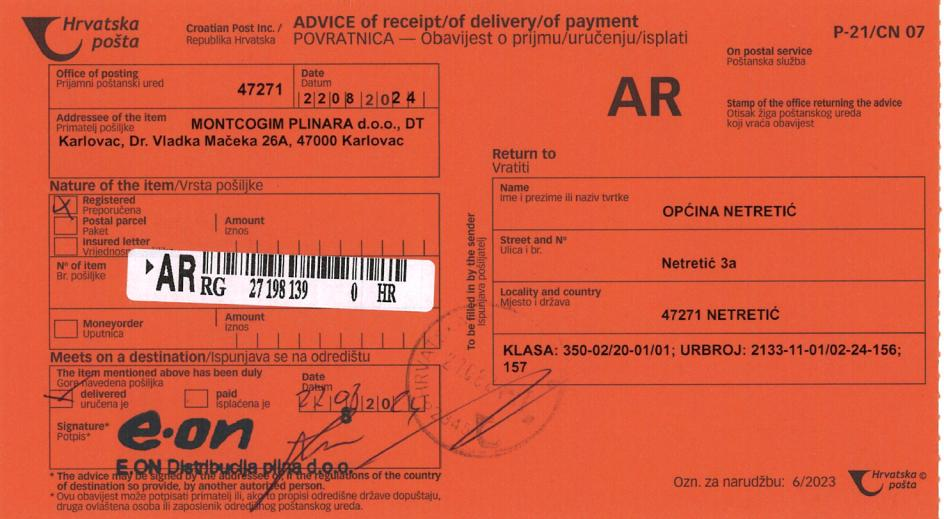 Hrvatska
pošta
Croatian Post Inc. /
Republika Hrvatska
ADVICE of receipt/of delivery/of payment
POVRATNICA — Obavijest o prijmu/uručenju/isplati
P-21/CN 07
Office of posting
Prijamni poštanski ured
47271
Date
Datum
22 08 20 24
Addressee of the item
Primatelj pošiljke
MONTCOGIM PLINARA d.o.o., DT
Karlovac, Dr. Vladka Mačeka 26A, 47000 Karlovac
On postal service
Poštanska služba
AR
Stamp of the office returning the advice
Otisak žiga poštanskog ureda
koji vraća obavijest
Nature of the item/Vrsta pošiljke
Registered
Preporučena
Postal parcel
Paket
Amount
Iznos
Insured letter
Nº of item
Br. pošiljke
AR RG 27 198 139 0 HR
Moneyorder
Uputnica
Amount
Iznos
To be filled in by the sender
Ispunjava pošiljatelj
Return to
Vratiti
Name
Ime i prezime ili naziv tvrtke
OPĆINA NETRETIĆ
Street and Nº
Ulica i br.
Netretić 3a
Locality and country
Mjesto i država
47271 NETRETIĆ
KLASA: 350-02/20-01/01; URBROJ: 2133-11-01/02-24-156;
157
Meets on a destination/Ispunjava se na odredištu
The item mentioned above has been duly
Gore navedena pošiljka
delivered
uručena je
paid
isplaćena je
Date
Datum
20
Signature*
Potpis*
e·on
E.ON Distribucija plina d.o.o.
* The advice may be signed by the addressee or, if the regulations of the country
of destination so provide, by another autorized person.
* Ovu obavijest može potpisati primatelj ili, ako to propisi odredišne države dopuštaju,
druga ovlaštena osoba ili zaposlenik odredišnog poštanskog ureda.
Ozn. za narudžbu: 6/2023
Hrvatska
pošta
©